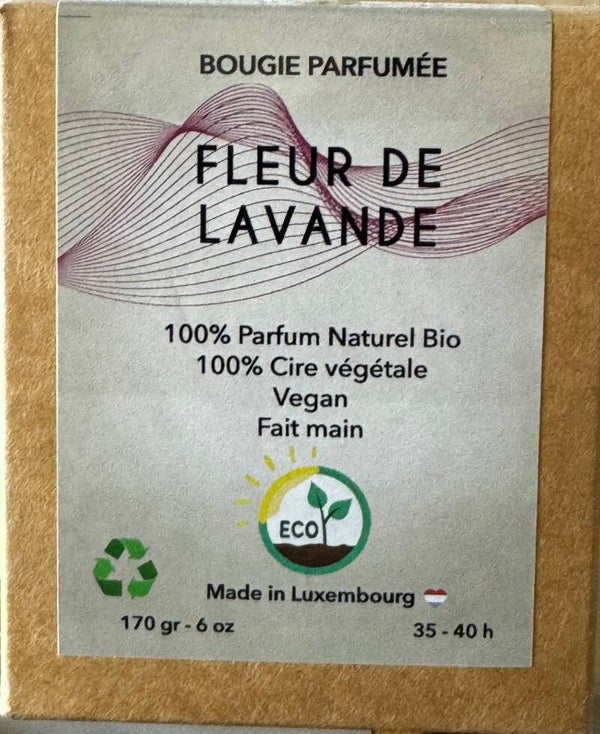 BOUGIE PARFUMÉE
FLEUR DE
LAVANDE
100% Parfum Naturel Bio
100% Cire végétale
Vegan
Fait main
ECO
Made in Luxembourg
170 gr - 6 oz
35 - 40 h